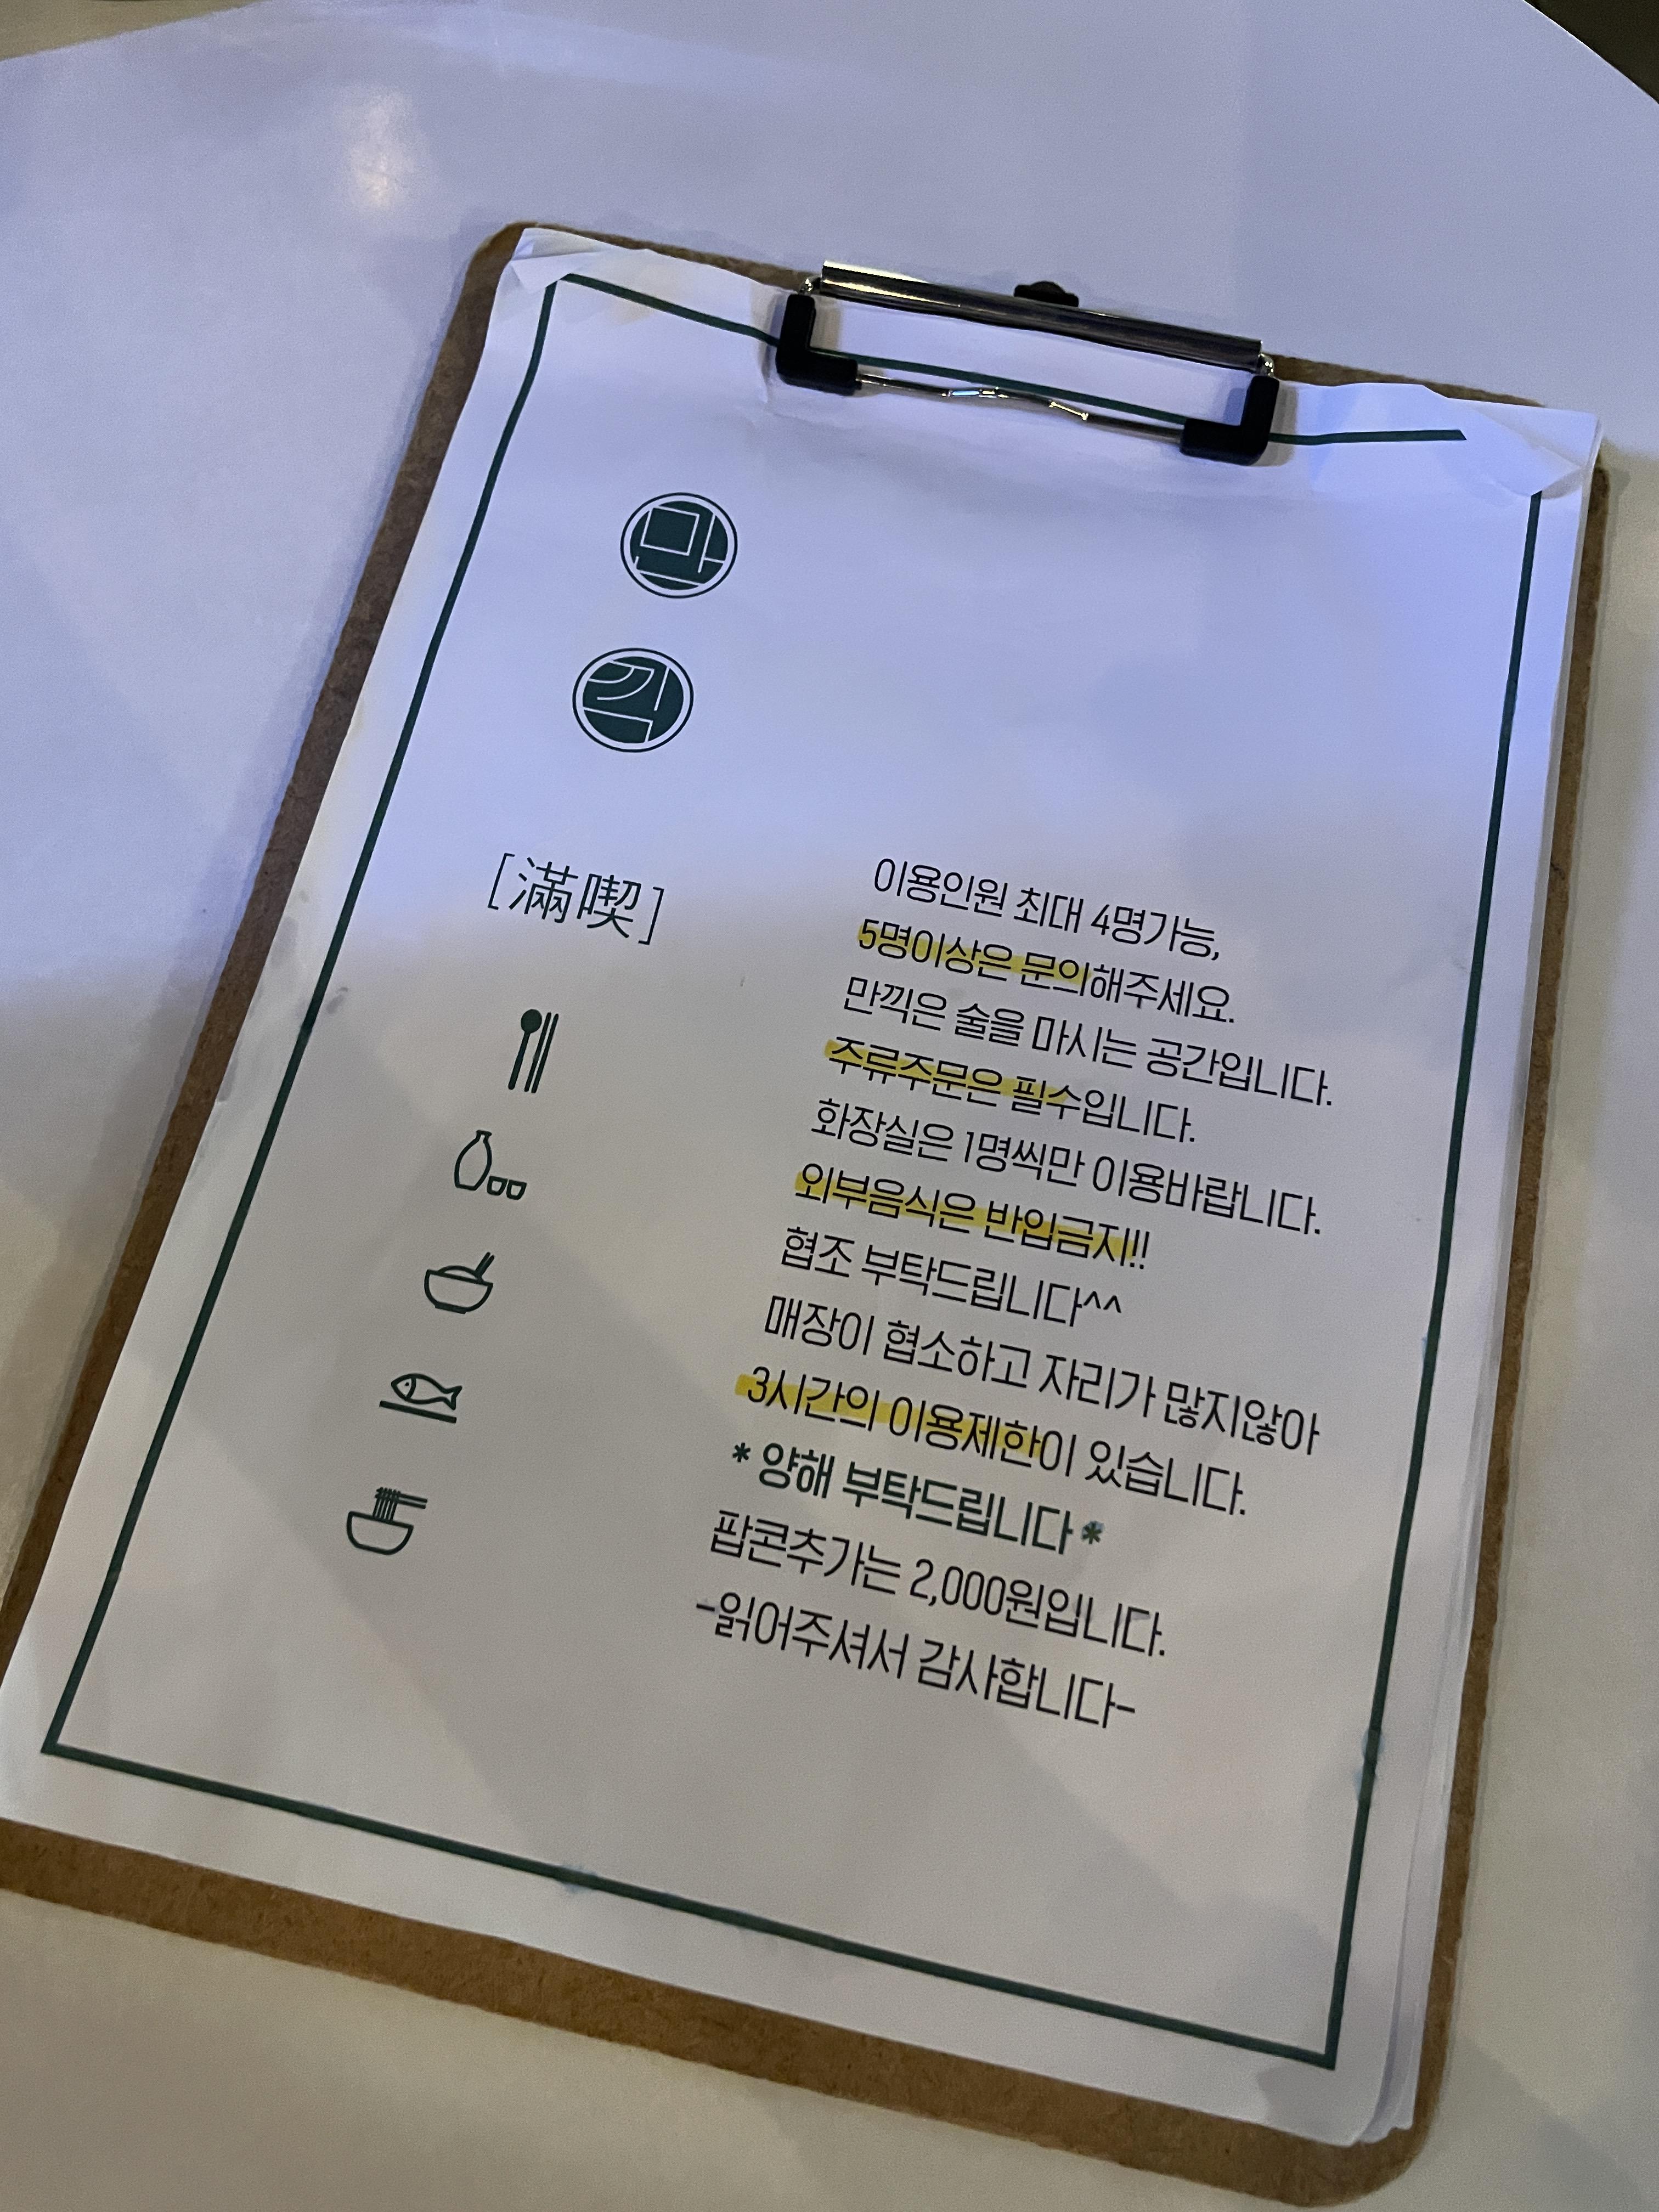 만
끽
[滿喫]
이용인원 최대 4명가능,
5명이상은 문의해주세요.
만끽은 술을 마시는 공간입니다.
주류주문은 필수입니다.
화장실은 1명씩만 이용바랍니다.
외부음식은 반입금지!!
협조 부탁드립니다^^
매장이 협소하고 자리가 많지않아
3시간의 이용제한이 있습니다.
* 양해 부탁드립니다 *
팝콘추가는 2,000원입니다.
-읽어주셔서 감사합니다-